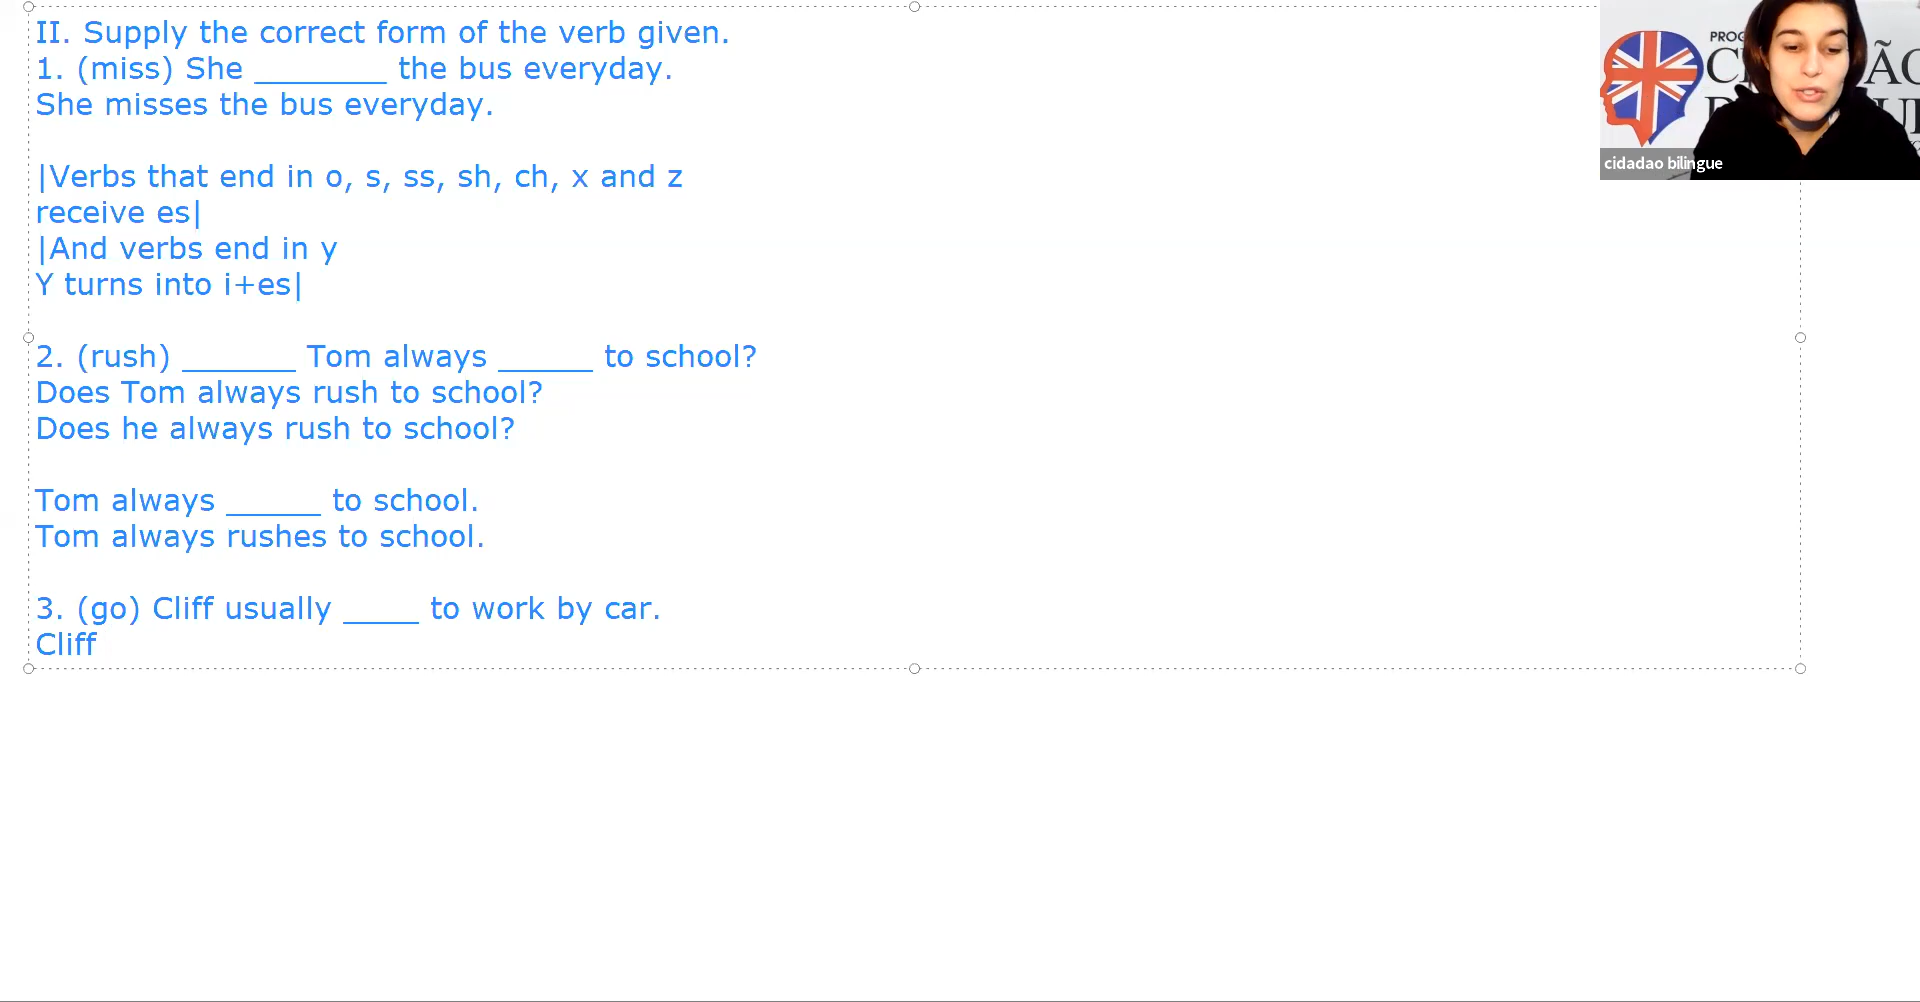 II. Supply the correct form of the verb given.
1. (miss) She _______ the bus everyday.
She misses the bus everyday.
|Verbs that end in o, s, ss, sh, ch, x and z
receive es|
|And verbs end in y
Y turns into i+es|
2. (rush) ______ Tom always _____ to school?
Does Tom always rush to school?
Does he always rush to school?
Tom always _____ to school.
Tom always rushes to school.
3. (go) Cliff usually ____ to work by car.
Cliff
cidadao bilingue